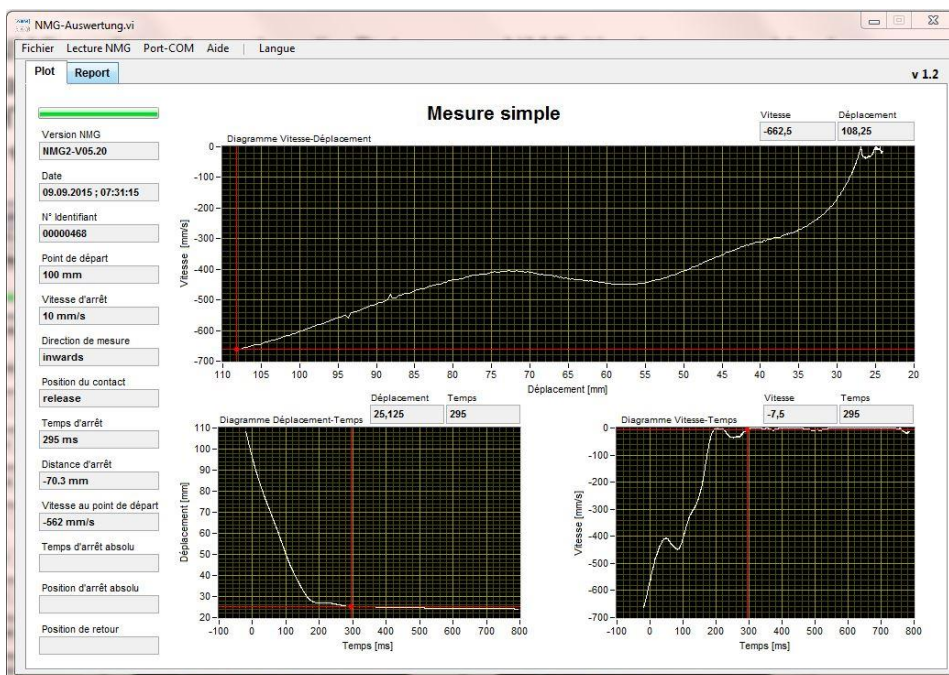 NMG-Auswertung.vi
Fichier Lecture NMG Port-COM Aide | Langue
Plot Report v 1.2
Version NMG
NMG2-V05.20
Date
09.09.2015 ; 07:31:15
N° Identifiant
00000468
Point de départ
100 mm
Vitesse d'arrêt
10 mm/s
Direction de mesure
inwards
Position du contact
release
Temps d'arrêt
295 ms
Distance d'arrêt
-70.3 mm
Vitesse au point de départ
-562 mm/s
Temps d'arrêt absolu
Position d'arrêt absolu
Position de retour
Mesure simple
Vitesse Déplacement
-662,5 108,25
Diagramme Vitesse-Déplacement
Vitesse [mm/s]
0
-100
-200
-300
-400
-500
-600
-700
110 105 100 95 90 85 80 75 70 65 60 55 50 45 40 35 30 25 20
Déplacement [mm]
Déplacement Temps
25,125 295
Diagramme Déplacement-Temps
Déplacement [mm]
110
100
90
80
70
60
50
40
30
20
-100 0 100 200 300 400 500 600 700 800
Temps [ms]
Vitesse Temps
-7,5 295
Diagramme Vitesse-Temps
Vitesse [mm/s]
0
-100
-200
-300
-400
-500
-600
-700
-100 0 100 200 300 400 500 600 700 800
Temps [ms]